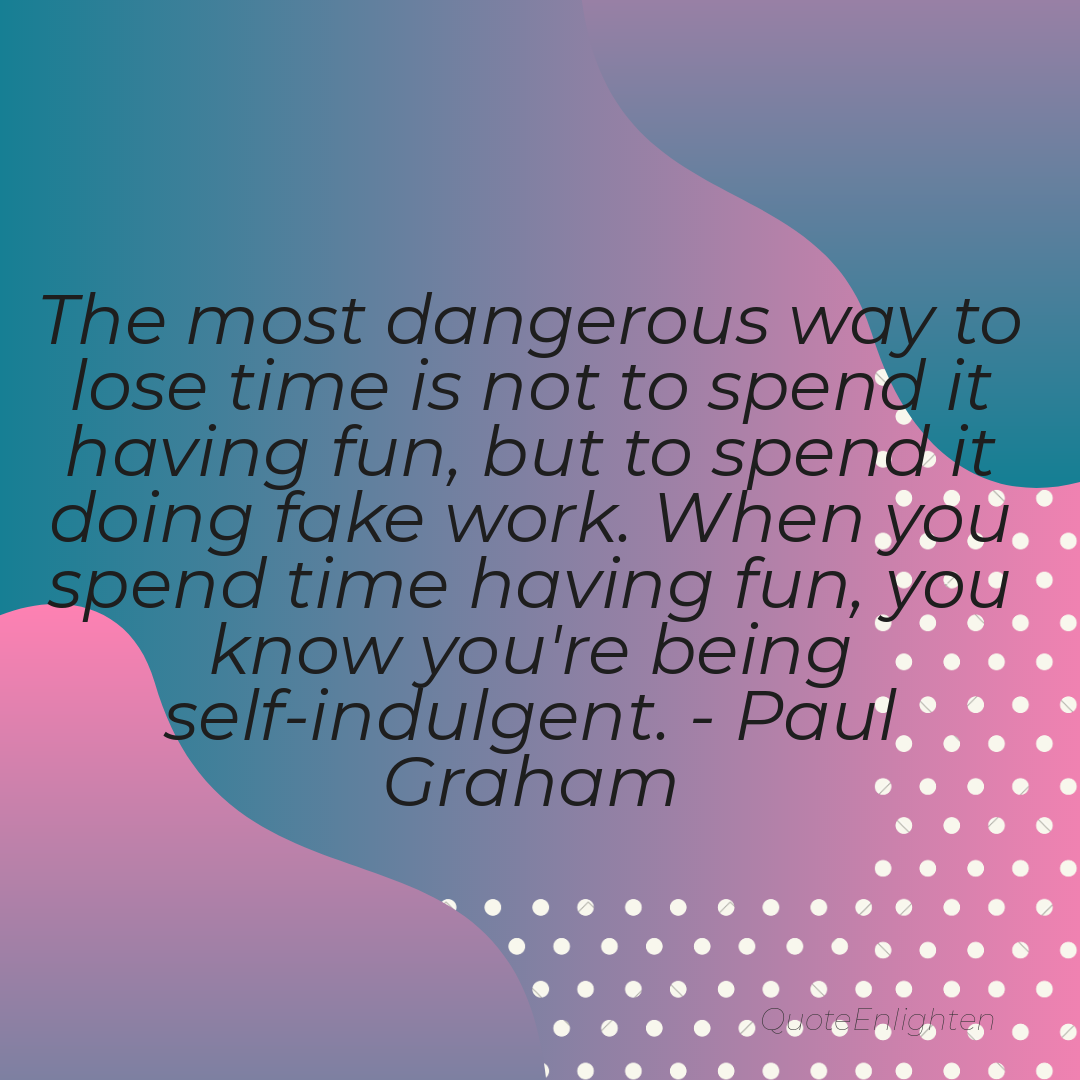 The most dangerous way to
lose time is not to spend it
having fun, but to spend it
doing fake work. When you
spend time having fun, you
know you're being
self-indulgent. - Paul
Graham
QuoteEnlighten